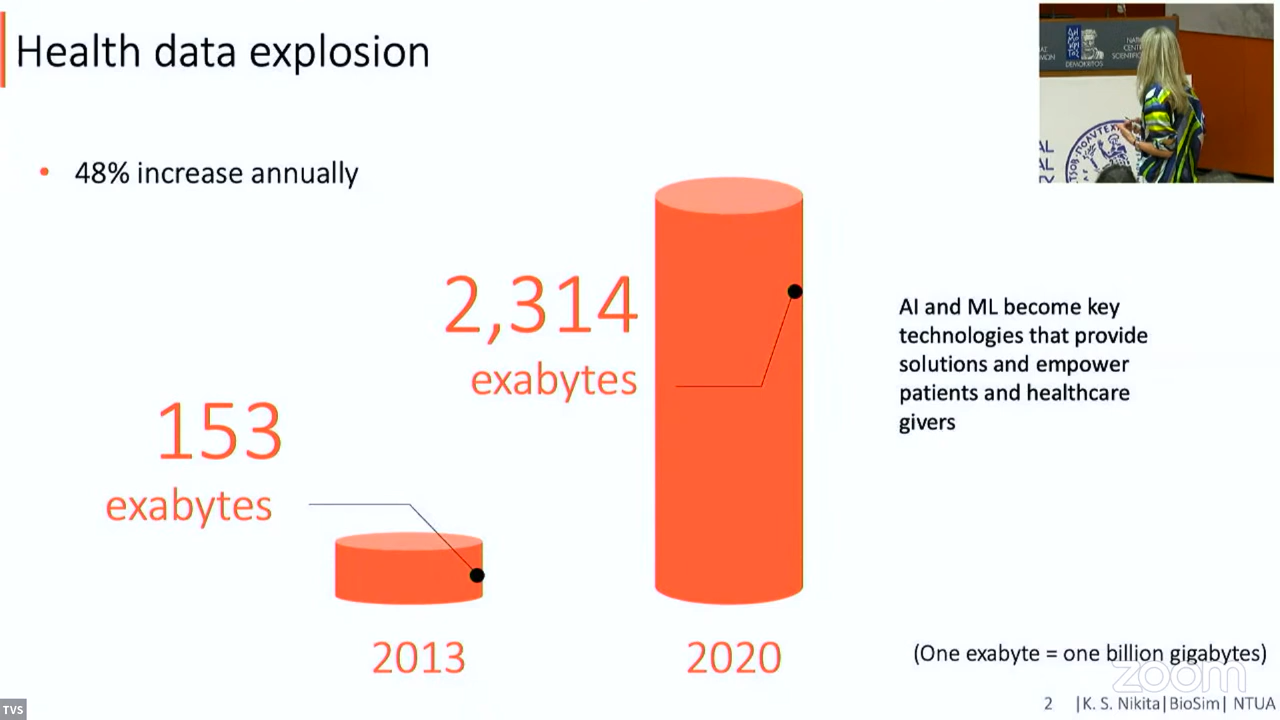 Health data explosion
• 48% increase annually
2,314
exabytes
153
exabytes
AI and ML become key
technologies that provide
solutions and empower
patients and healthcare
givers
2013
2020
(One exabyte = one billion gigabytes)
zoom
2 |K. S. Nikita|BioSim| NTUA
TVS
DEMOKRITOS